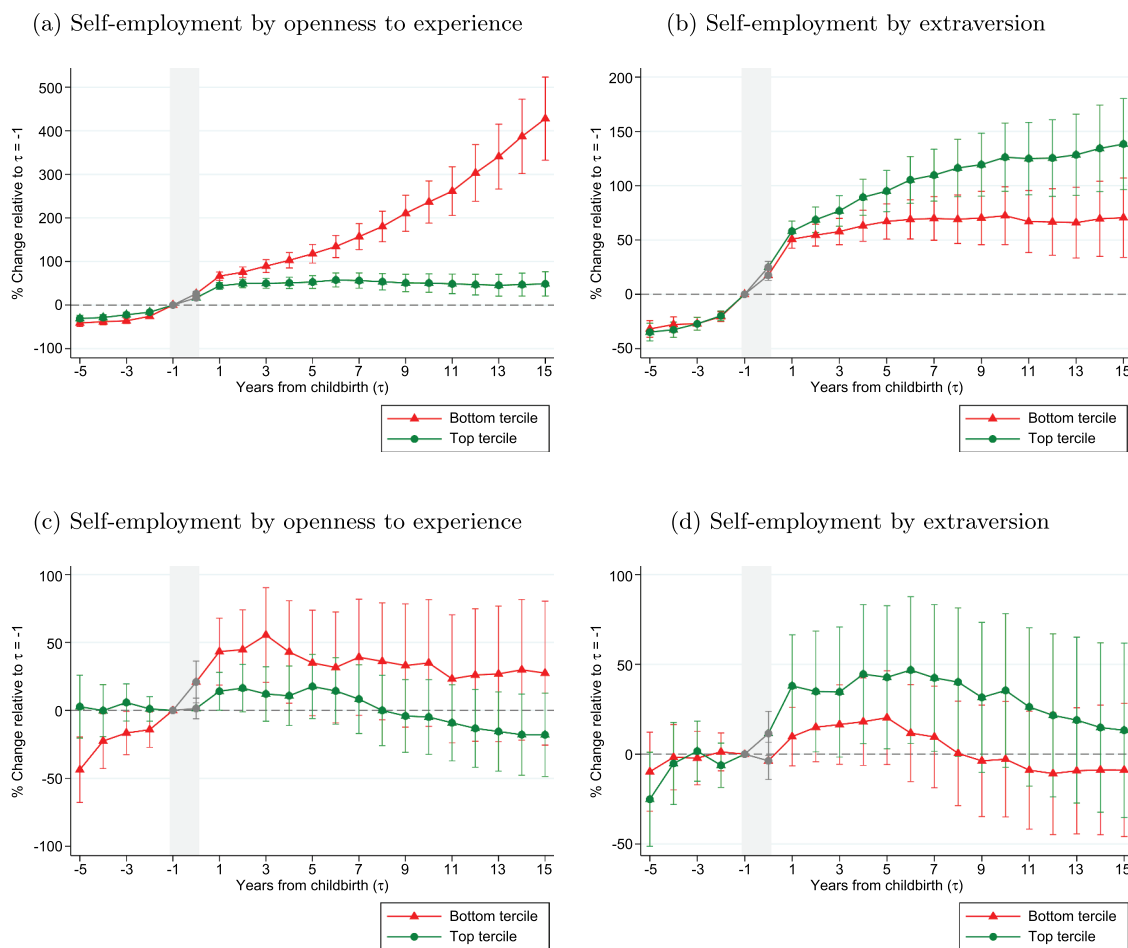 (a) Self-employment by openness to experience
(b) Self-employment by extraversion
% Change relative to τ = -1
500
400
300
200
100
0
-100
-5 -3 -1 1 3 5 7 9 11 13 15
Years from childbirth (τ)
Bottom tercile
Top tercile
% Change relative to τ = -1
200
150
100
50
0
-50
-5 -3 -1 1 3 5 7 9 11 13 15
Years from childbirth (τ)
Bottom tercile
Top tercile
(c) Self-employment by openness to experience
(d) Self-employment by extraversion
% Change relative to τ = -1
100
50
0
-50
-100
-5 -3 -1 1 3 5 7 9 11 13 15
Years from childbirth (τ)
Bottom tercile
Top tercile
% Change relative to τ = -1
100
50
0
-50
-5 -3 -1 1 3 5 7 9 11 13 15
Years from childbirth (τ)
Bottom tercile
Top tercile